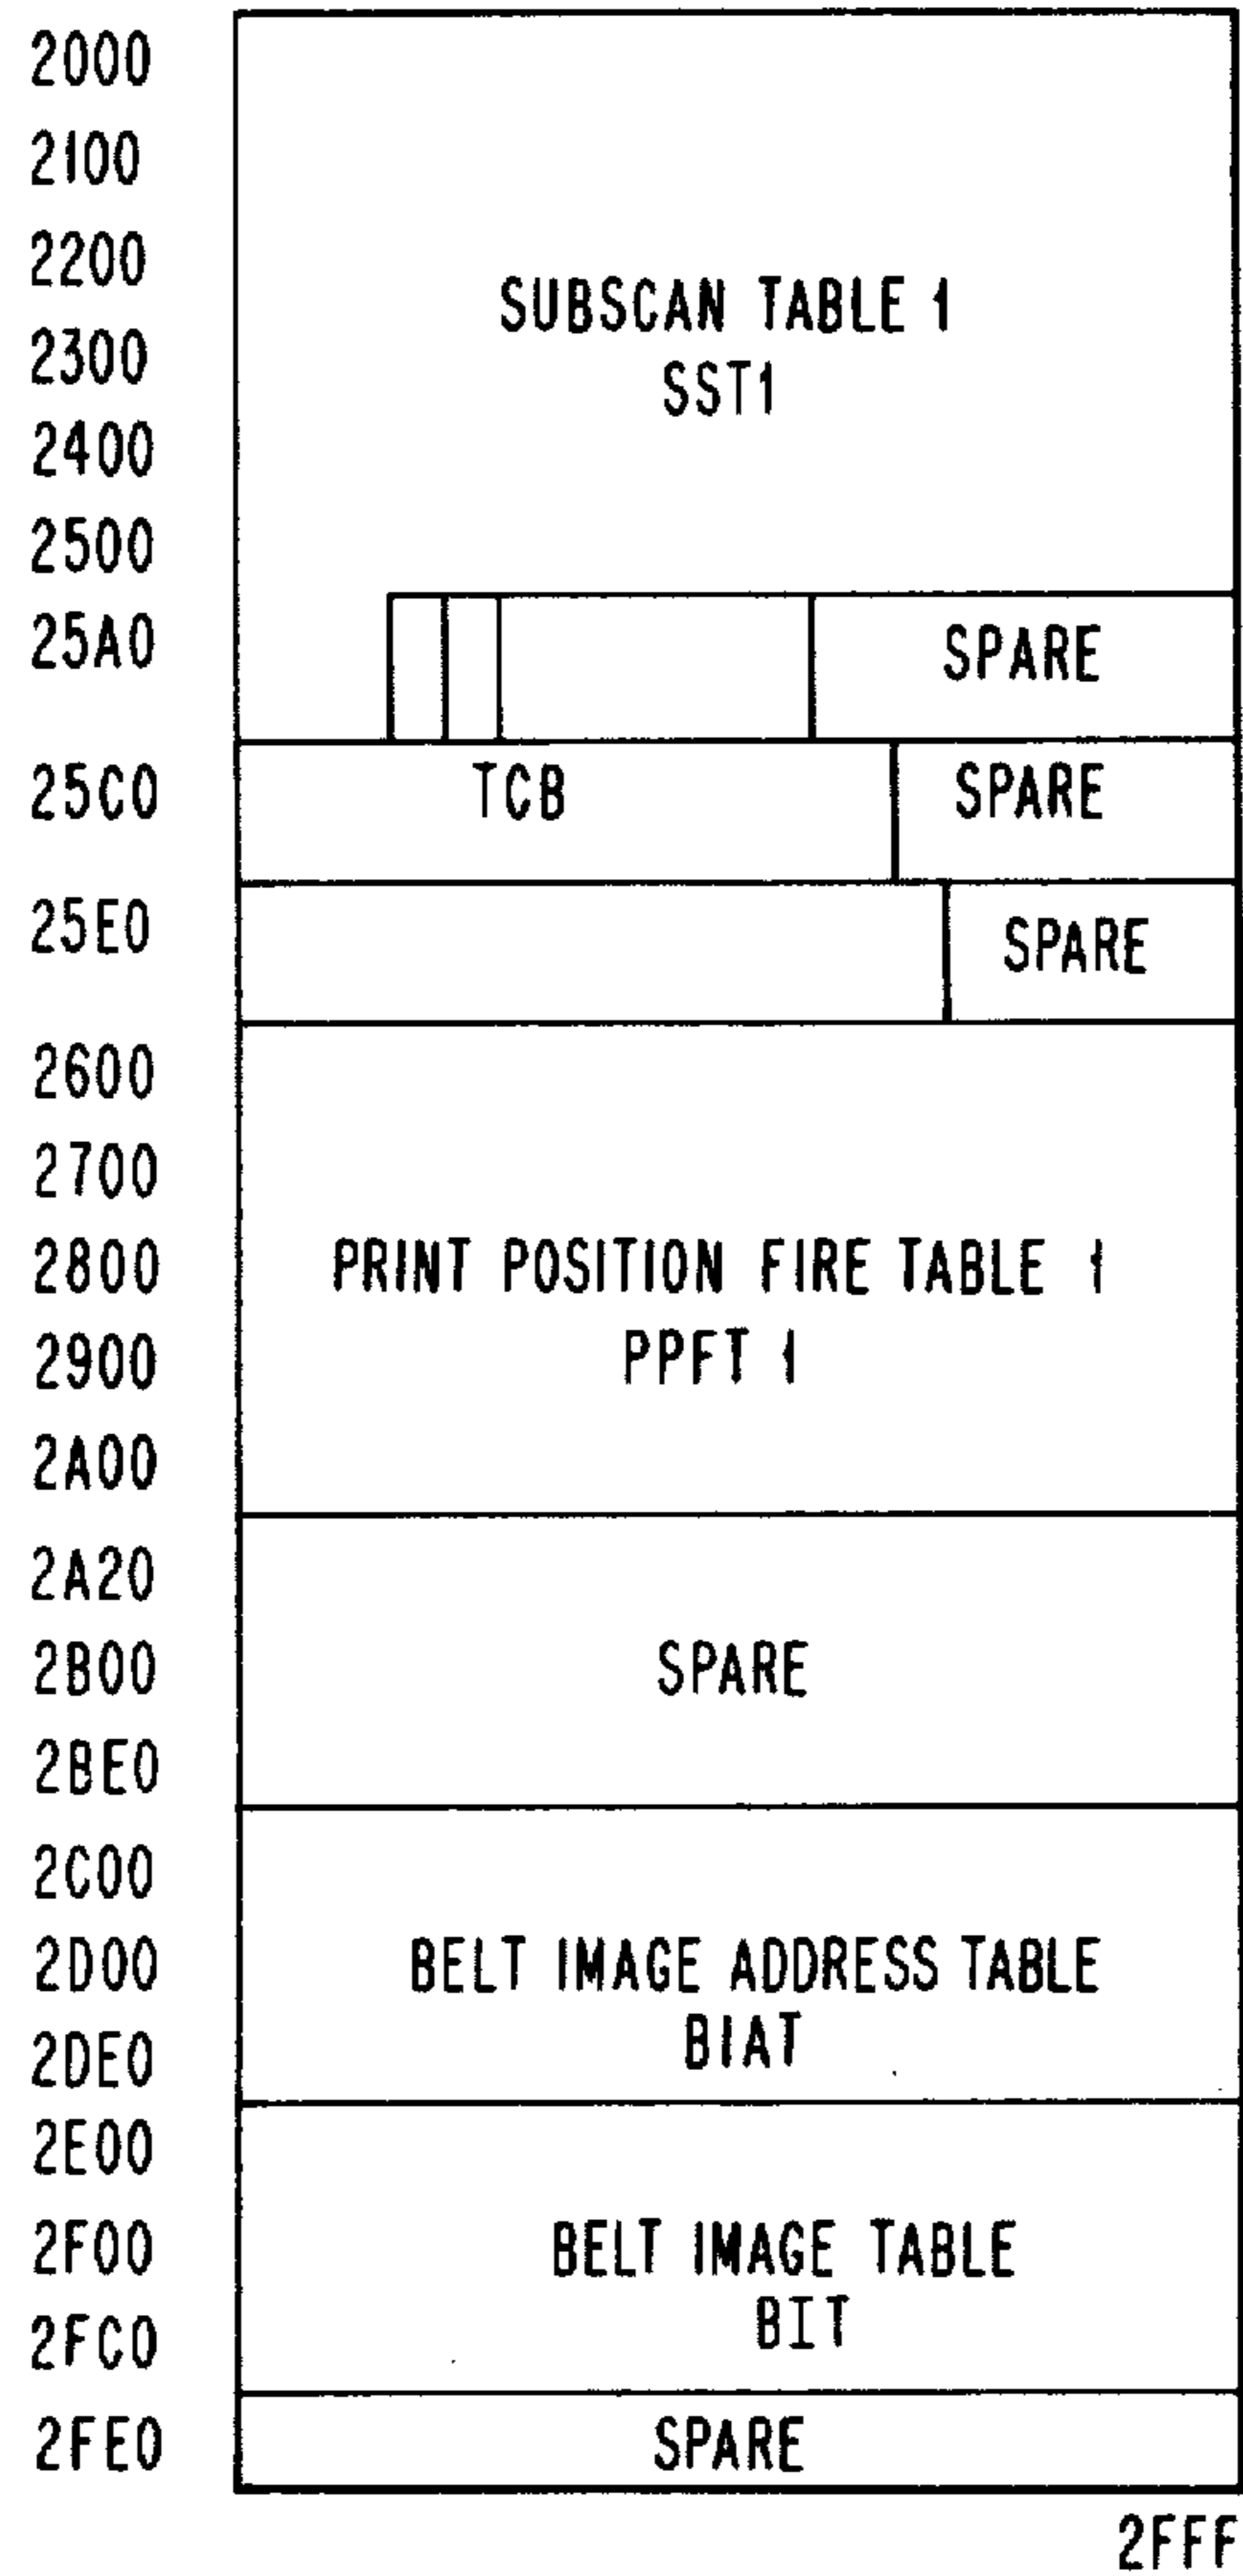 2000
2100
2200
SUBSCAN TABLE 1
2300
SST1
2400
2500
25A0 SPARE
25C0 TCB SPARE
25E0 SPARE
2600
2700
2800 PRINT POSITION FIRE TABLE 1
2900 PPFT 1
2A00
2A20
2B00 SPARE
2BE0
2C00
2D00 BELT IMAGE ADDRESS TABLE
2DE0 BIAT
2E00
2F00 BELT IMAGE TABLE
2FC0 BIT
2FE0 SPARE
2FFF